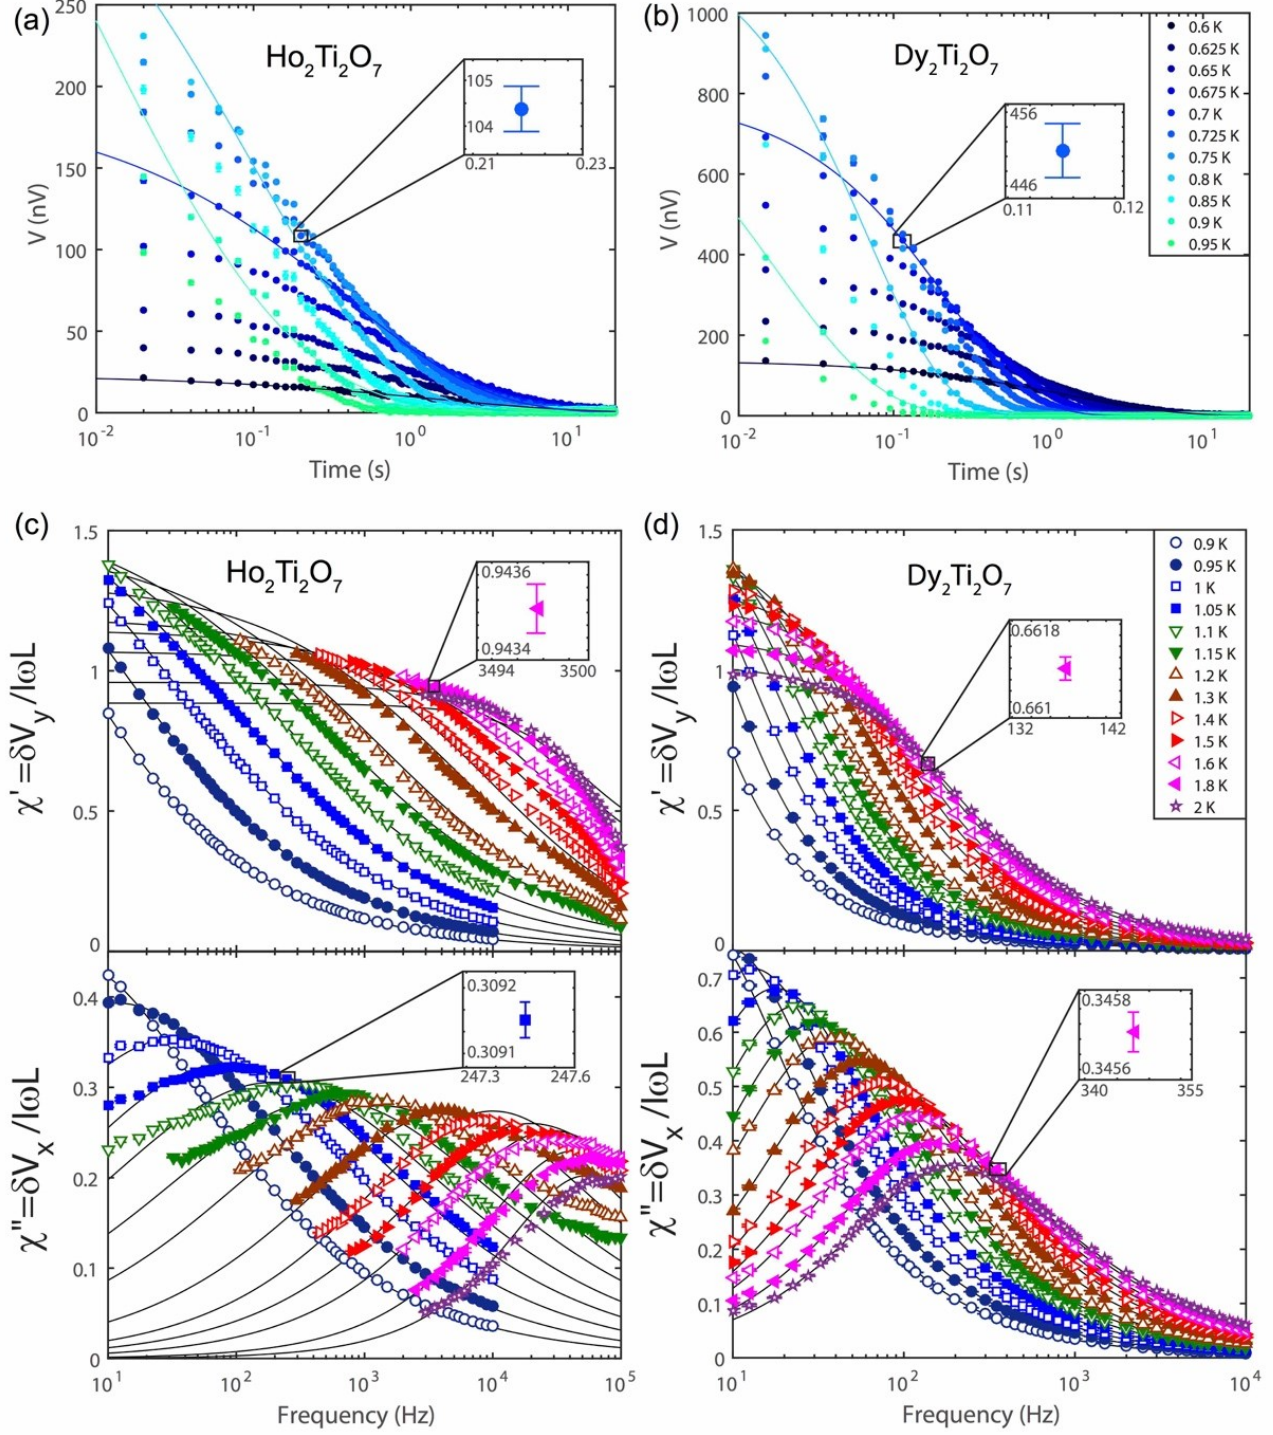 (a)
Ho2Ti2O7
V (nV)
250
200
150
100
50
0
105
104
0.21 0.23
10-2 10-1 100 101
Time (s)
(b)
Dy2Ti2O7
V (nV)
1000
800
600
400
200
0
456
446
0.11 0.12
10-2 10-1 100 101
Time (s)
0.6 K
0.625 K
0.65 K
0.675 K
0.7 K
0.725 K
0.75 K
0.8 K
0.85 K
0.9 K
0.95 K
(c)
Ho2Ti2O7
χ'=δVy/IωL
1.5
1
0.5
0
0.9436
0.9434
3494 3500
χ''=δVx/IωL
0.4
0.3
0.2
0.1
0
0.3092
0.3091
247.3 247.6
101 102 103 104 105
Frequency (Hz)
(d)
Dy2Ti2O7
χ'=δVy/IωL
1.5
1
0.5
0
0.6618
0.661
132 142
0.9 K
0.95 K
1 K
1.05 K
1.1 K
1.15 K
1.2 K
1.3 K
1.4 K
1.5 K
1.6 K
1.8 K
2 K
χ''=δVx/IωL
0.7
0.6
0.5
0.4
0.3
0.2
0.1
0
0.3458
0.3456
340 355
101 102 103 104
Frequency (Hz)